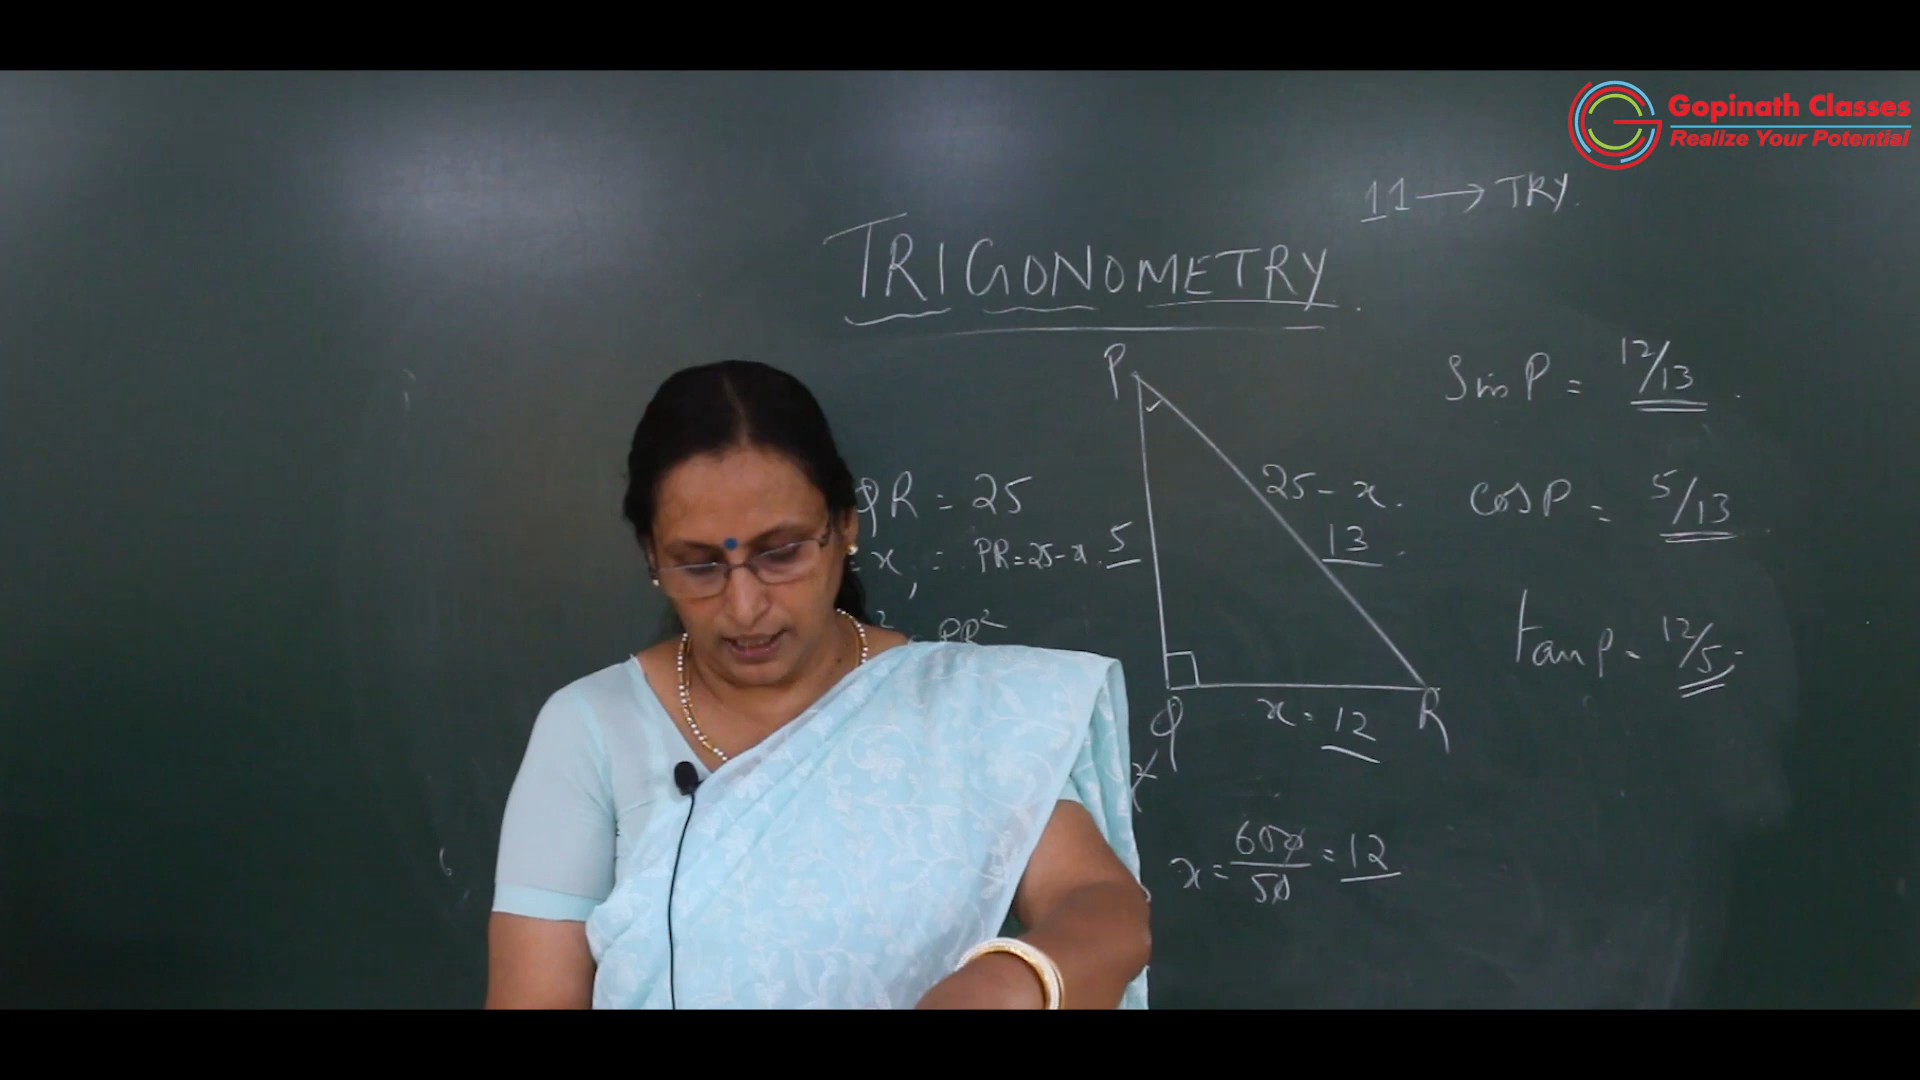 Gopinath Classes
Realize Your Potential
11 → TRY.
TRIGONOMETRY.
P
Sin P = 12/13.
QR = 25
25 - x.
cos P = 5/13.
= x, ∴ PR = 25 - x.
5
13.
PR²
tan P = 12/5
Q
x = 12
R
x = 600/50 = 12